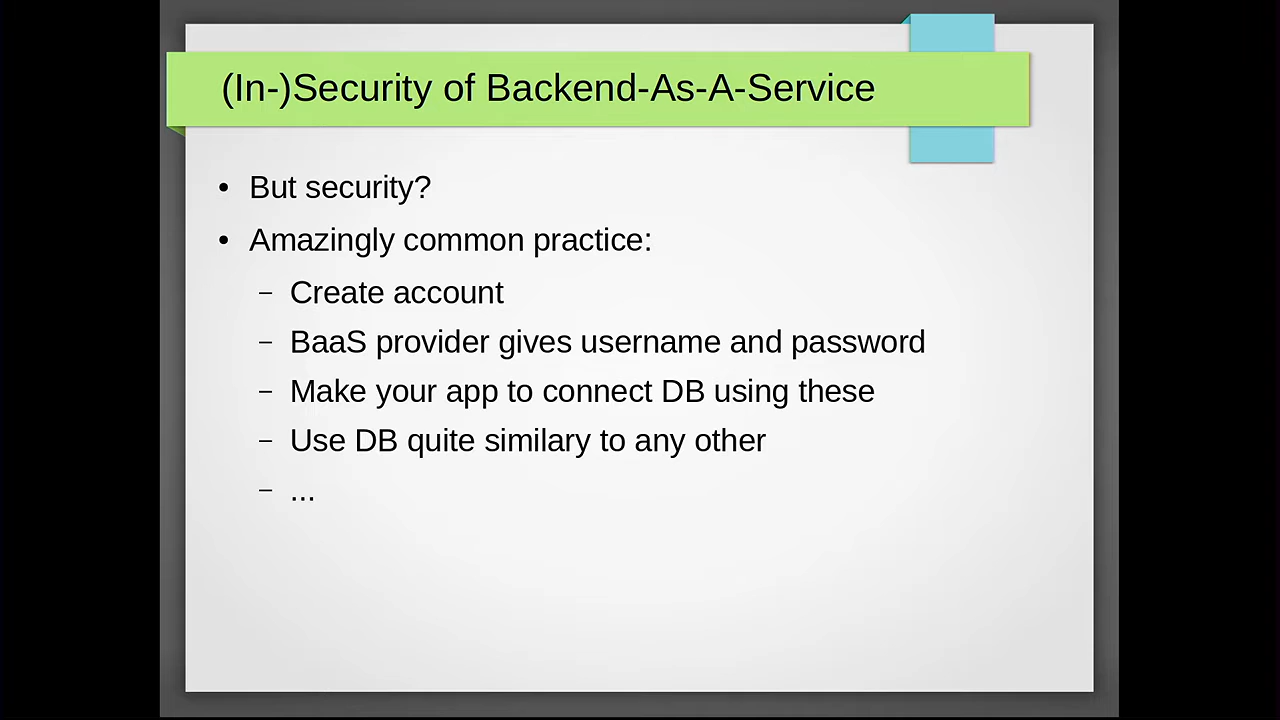 (In-)Security of Backend-As-A-Service
• But security?
• Amazingly common practice:
– Create account
– BaaS provider gives username and password
– Make your app to connect DB using these
– Use DB quite similary to any other
– ...